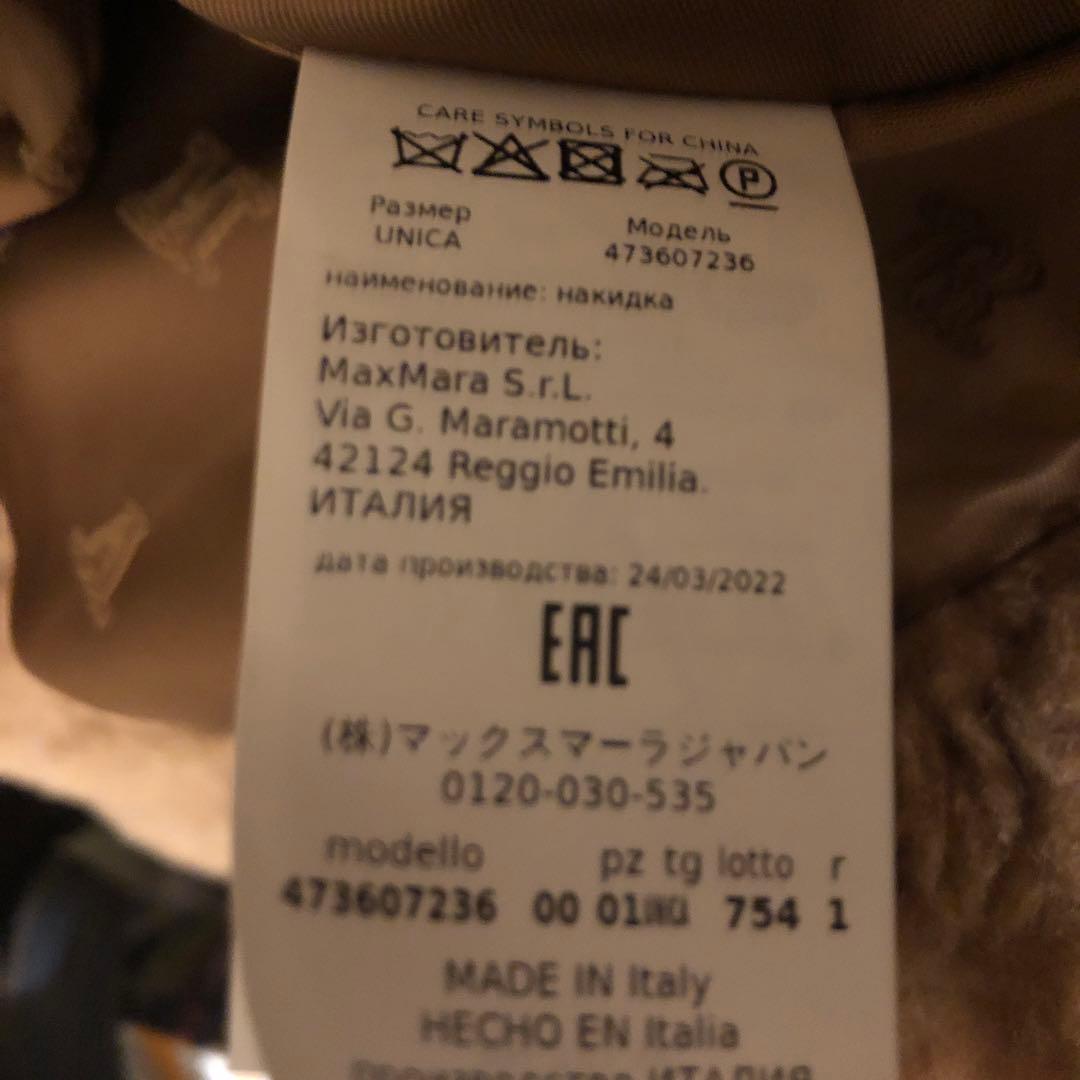 CARE SYMBOLS FOR CHINA
P
Размер Модель
UNICA 473607236
наименование: накидка
Изготовитель:
MaxMara S.r.L.
Via G. Maramotti, 4
42124 Reggio Emilia.
ИТАЛИЯ
дата производства: 24/03/2022
EAC
(株)マックスマーラジャパン
0120-030-535
modello pz tg lotto r
473607236 00 01 754 1
MADE IN Italy
HECHO EN Italia
производство ИТАЛИЯ